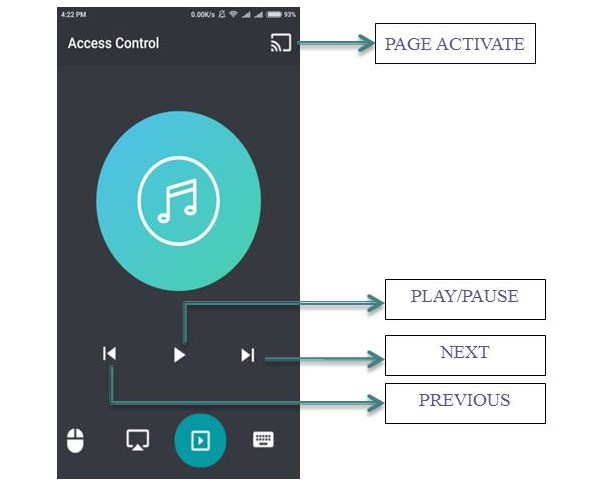 4:22 PM 0.00K/s 93%
Access Control
PAGE ACTIVATE
PLAY/PAUSE
NEXT
PREVIOUS